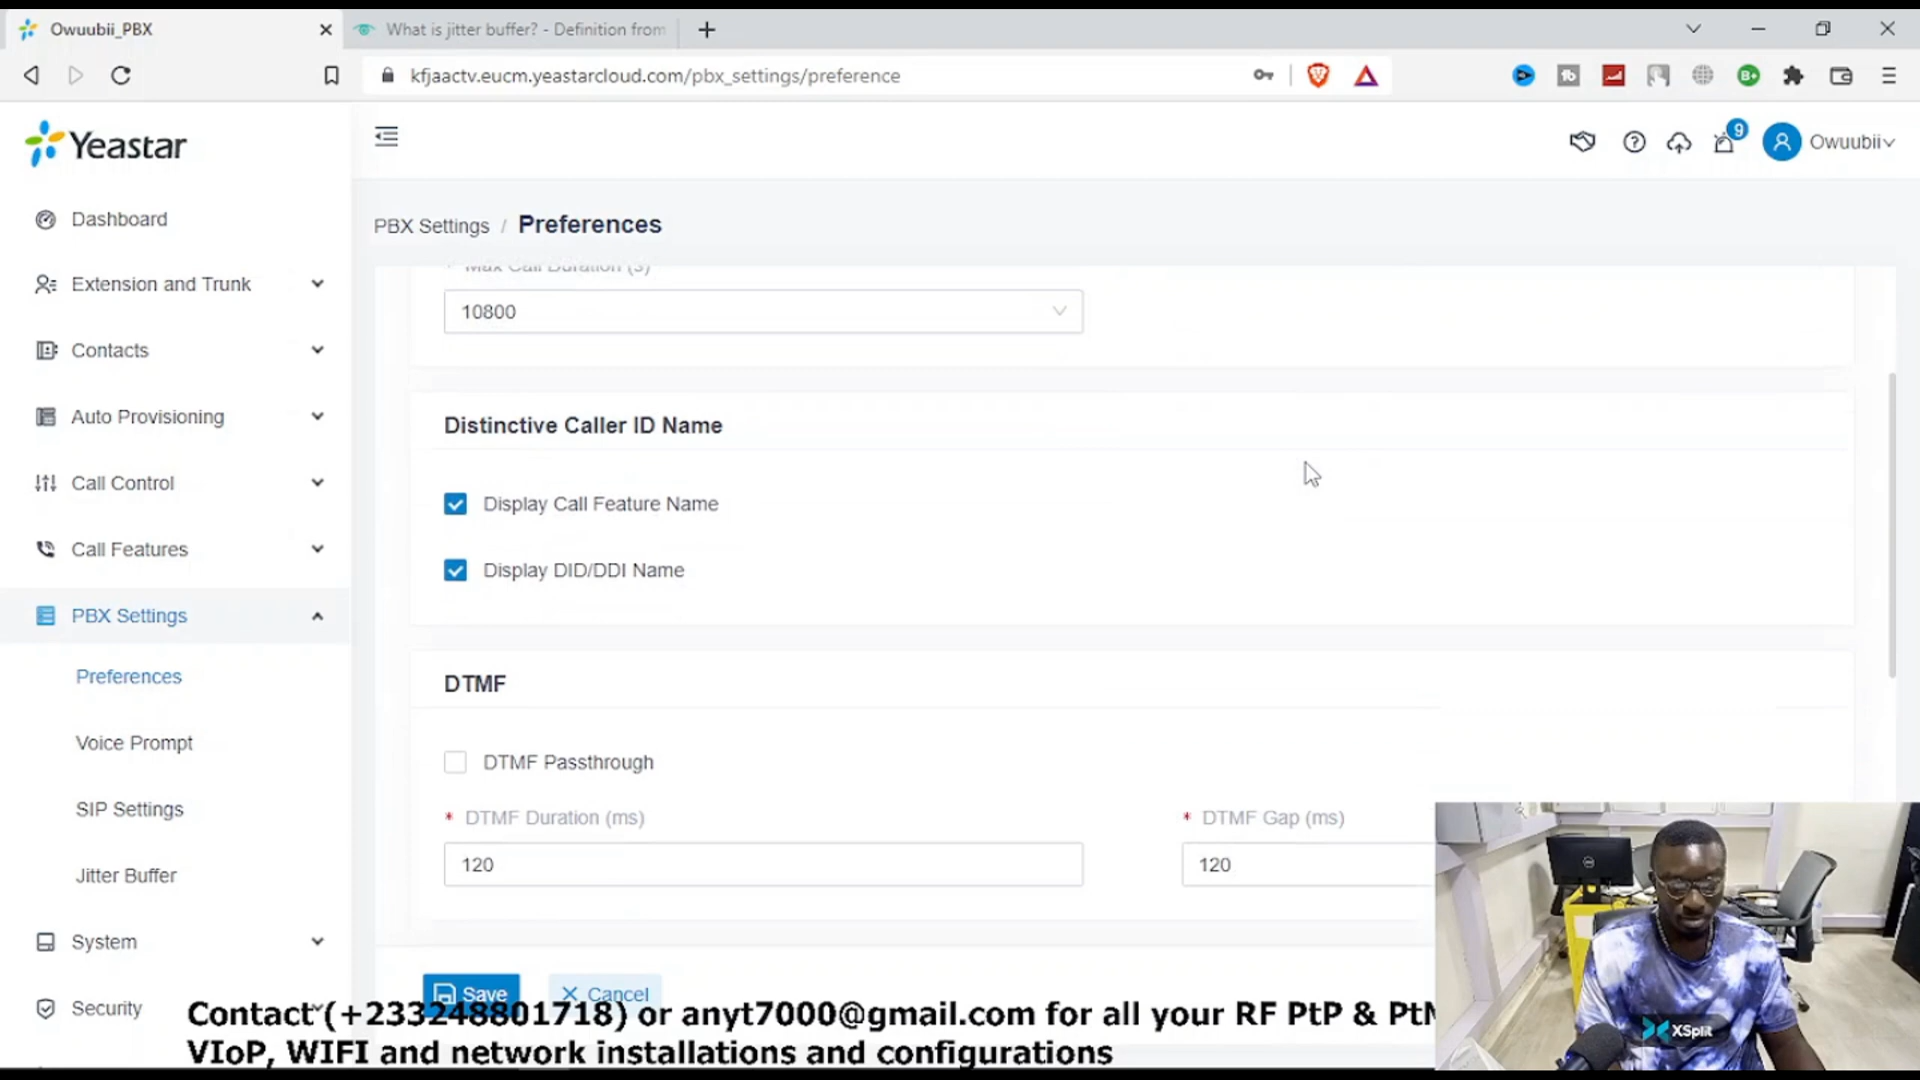 Owuubii_PBX
What is jitter buffer? - Definition from
kfjaactv.eucm.yeastarcloud.com/pbx_settings/preference
Yeastar
9
Owuubii
Dashboard
Extension and Trunk
Contacts
Auto Provisioning
Call Control
Call Features
PBX Settings
Preferences
Voice Prompt
SIP Settings
Jitter Buffer
System
Security
PBX Settings / Preferences
* Max Call Duration (s)
10800
Distinctive Caller ID Name
Display Call Feature Name
Display DID/DDI Name
DTMF
DTMF Passthrough
* DTMF Duration (ms)
120
* DTMF Gap (ms)
120
Save
Cancel
Contact (+233248801718) or anyt7000@gmail.com for all your RF PtP &
VIoP, WIFI and network installations and configurations
XSplit